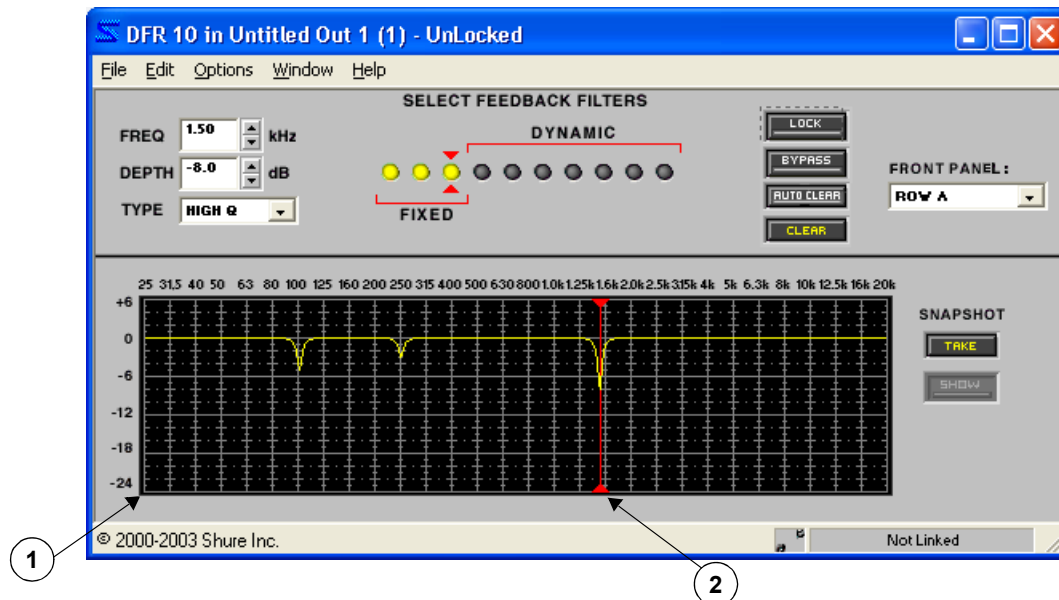 DFR 10 in Untitled Out 1 (1) - UnLocked
File Edit Options Window Help
SELECT FEEDBACK FILTERS
FREQ 1.50 kHz
DYNAMIC
LOCK
DEPTH -8.0 dB
BYPASS
FRONT PANEL:
TYPE HIGH Q
FIXED
AUTO CLEAR
ROW A
CLEAR
25 31.5 40 50 63 80 100 125 160 200 250 315 400 500 630 800 1.0k 1.25k 1.6k 2.0k 2.5k 3.15k 4k 5k 6.3k 8k 10k 12.5k 16k 20k
+6
0
-6
-12
-18
-24
SNAPSHOT
TAKE
SHOW
© 2000-2003 Shure Inc.
a B
Not Linked
1
2